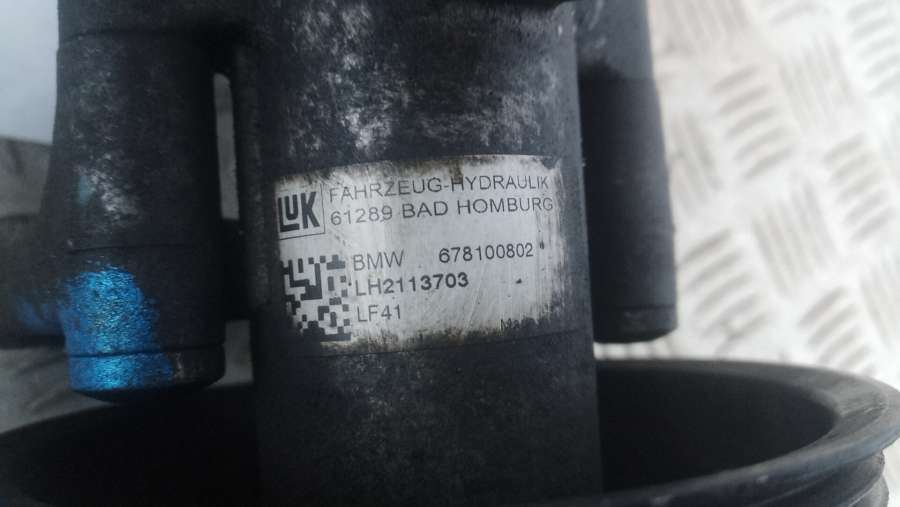 LUK
FAHRZEUG-HYDRAULIK
61289 BAD HOMBURG
BMW 678100802
LH2113703
LF41